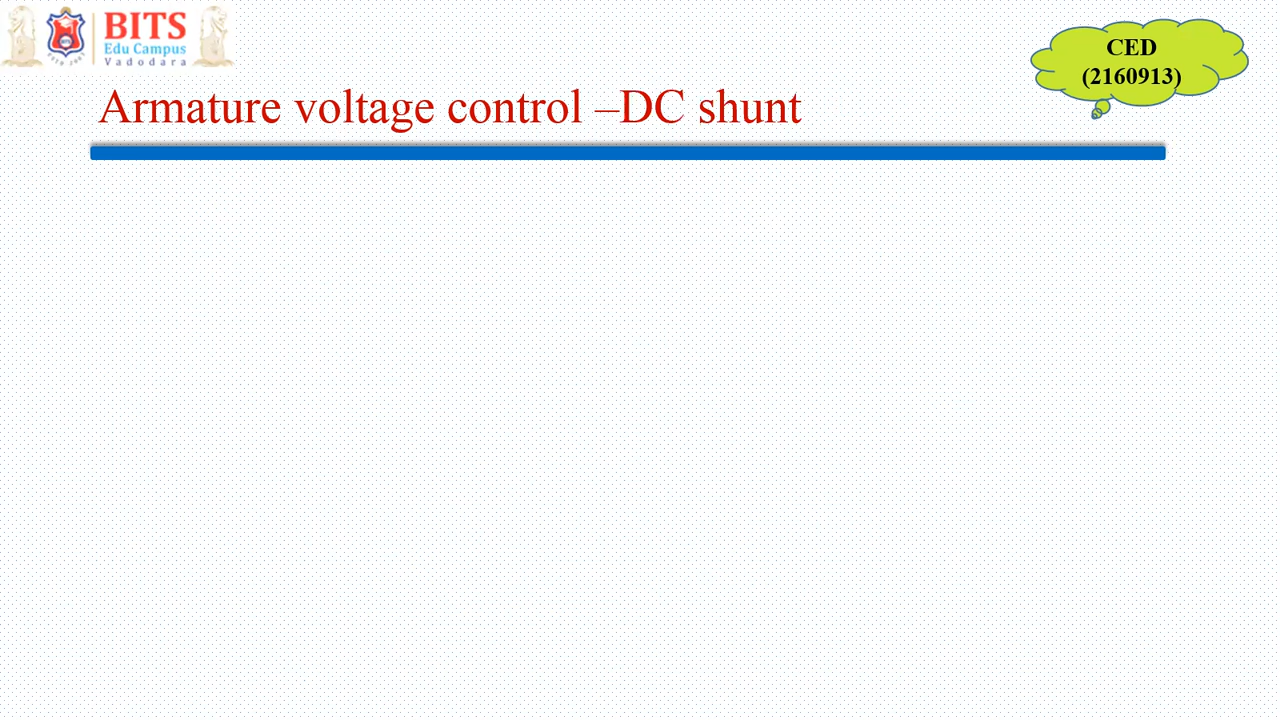 BITS
Edu Campus
Vadodara
CED
(2160913)
Armature voltage control –DC shunt